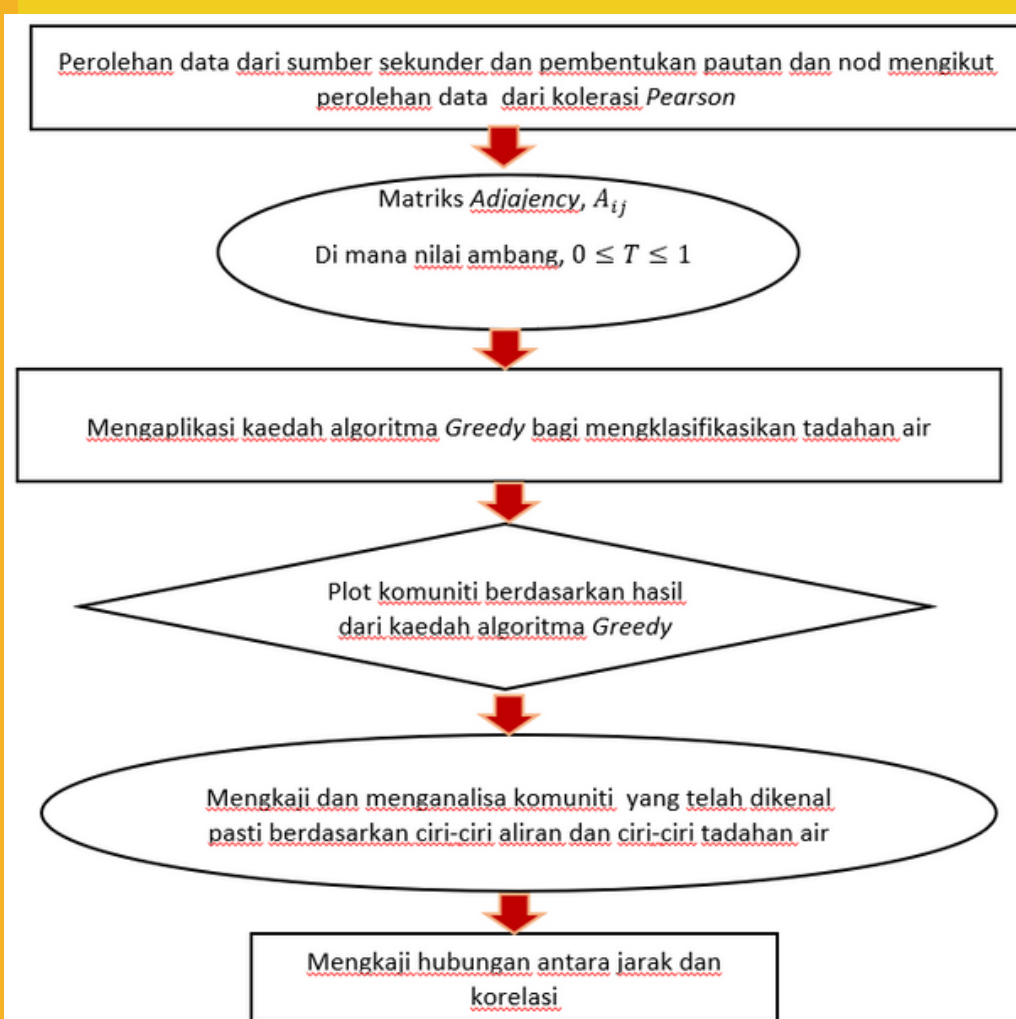 Perolehan data dari sumber sekunder dan pembentukan pautan dan nod mengikut
perolehan data dari kolerasi Pearson
Matriks Adjajency, A_{ij}
Di mana nilai ambang, 0 ≤ T ≤ 1
Mengaplikasi kaedah algoritma Greedy bagi mengklasifikasikan tadahan air
Plot komuniti berdasarkan hasil
dari kaedah algoritma Greedy
Mengkaji dan menganalisa komuniti yang telah dikenal
pasti berdasarkan ciri-ciri aliran dan ciri-ciri tadahan air
Mengkaji hubungan antara jarak dan
korelasi